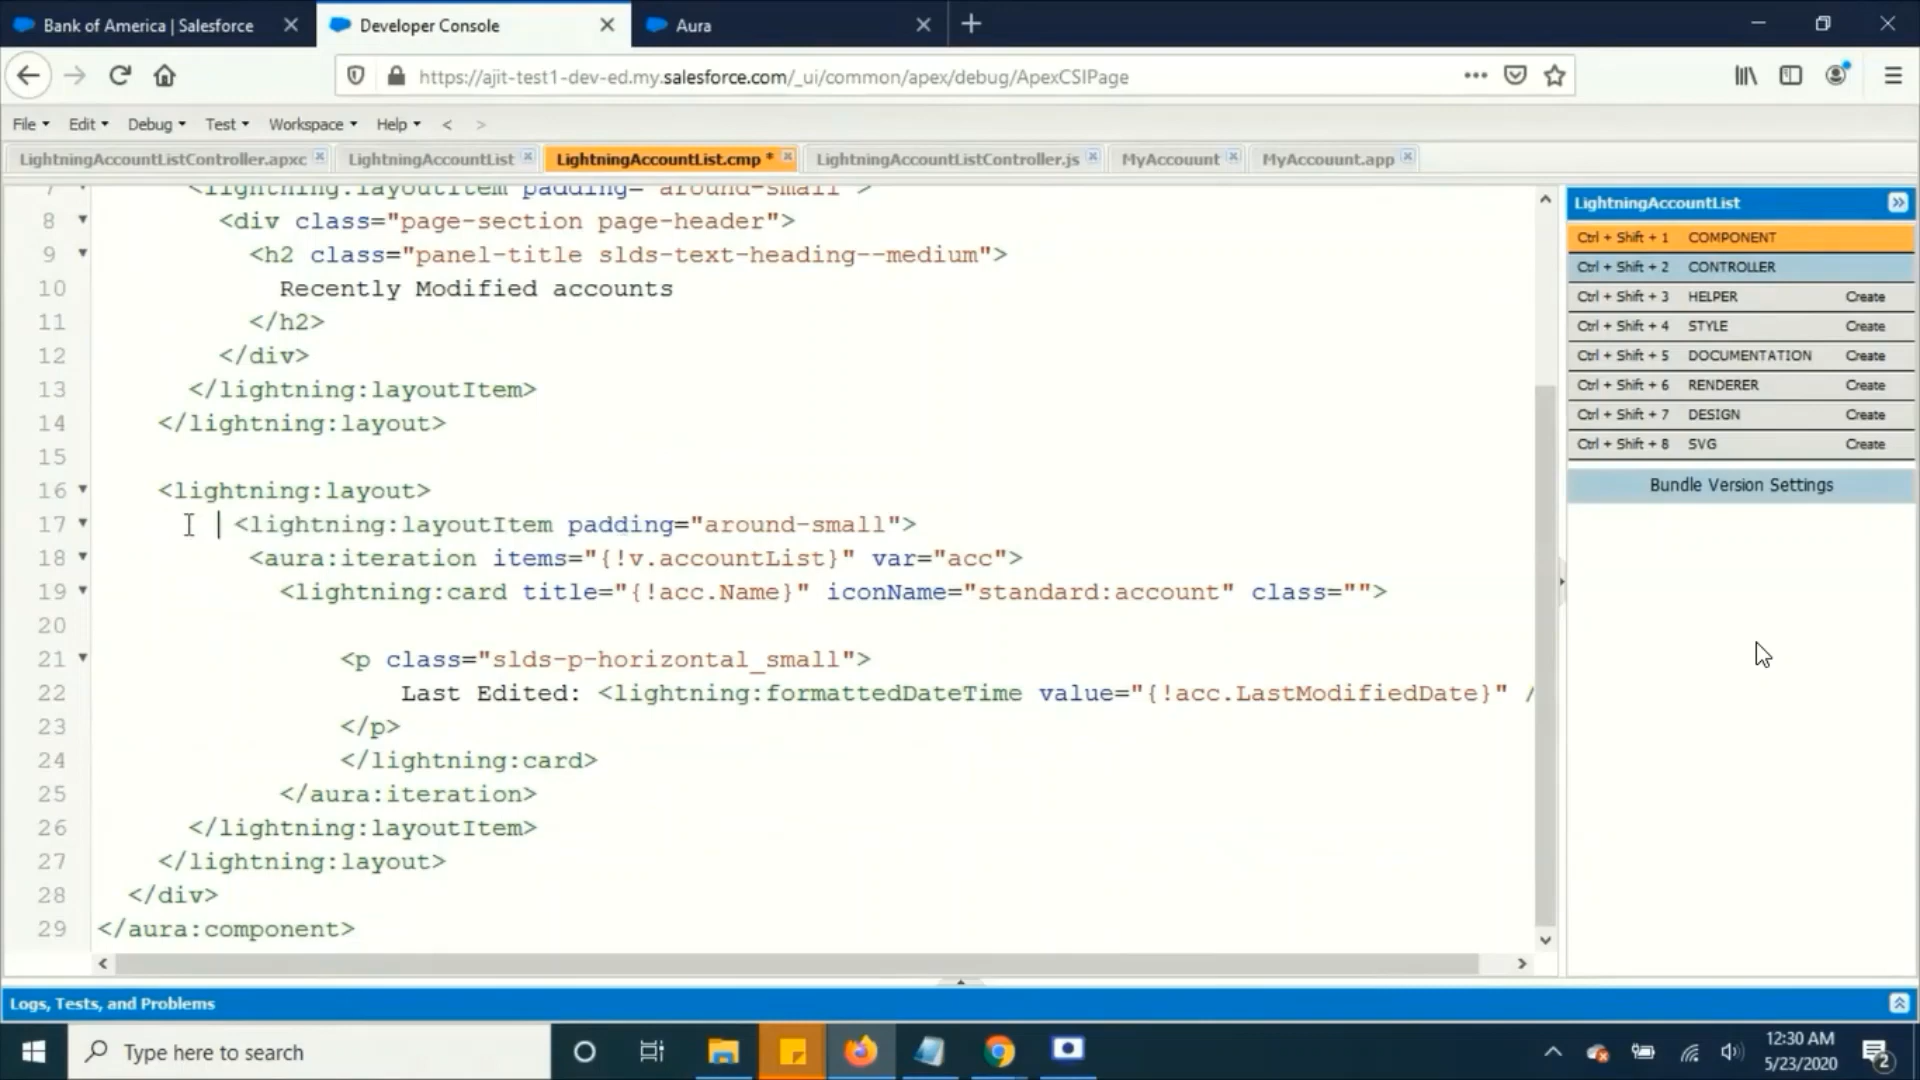 Bank of America | Salesforce
Developer Console
Aura
https://ajit-test1-dev-ed.my.salesforce.com/_ui/common/apex/debug/ApexCSIPage
File Edit Debug Test Workspace Help < >
LightningAccountListController.apxc LightningAccountList LightningAccountList.cmp * LightningAccountListController.js MyAccouunt MyAccouunt.app
7 <lightning:layoutItem padding="around-small">
8 <div class="page-section page-header">
9 <h2 class="panel-title slds-text-heading--medium">
10 Recently Modified accounts
11 </h2>
12 </div>
13 </lightning:layoutItem>
14 </lightning:layout>
15
16 <lightning:layout>
17 <lightning:layoutItem padding="around-small">
18 <aura:iteration items="{!v.accountList}" var="acc">
19 <lightning:card title="{!acc.Name}" iconName="standard:account" class="">
20
21 <p class="slds-p-horizontal_small">
22 Last Edited: <lightning:formattedDateTime value="{!acc.LastModifiedDate}" /
23 </p>
24 </lightning:card>
25 </aura:iteration>
26 </lightning:layoutItem>
27 </lightning:layout>
28 </div>
29 </aura:component>
LightningAccountList
Ctrl + Shift + 1 COMPONENT
Ctrl + Shift + 2 CONTROLLER
Ctrl + Shift + 3 HELPER Create
Ctrl + Shift + 4 STYLE Create
Ctrl + Shift + 5 DOCUMENTATION Create
Ctrl + Shift + 6 RENDERER Create
Ctrl + Shift + 7 DESIGN Create
Ctrl + Shift + 8 SVG Create
Bundle Version Settings
Logs, Tests, and Problems
Type here to search
12:30 AM
5/23/2020
2